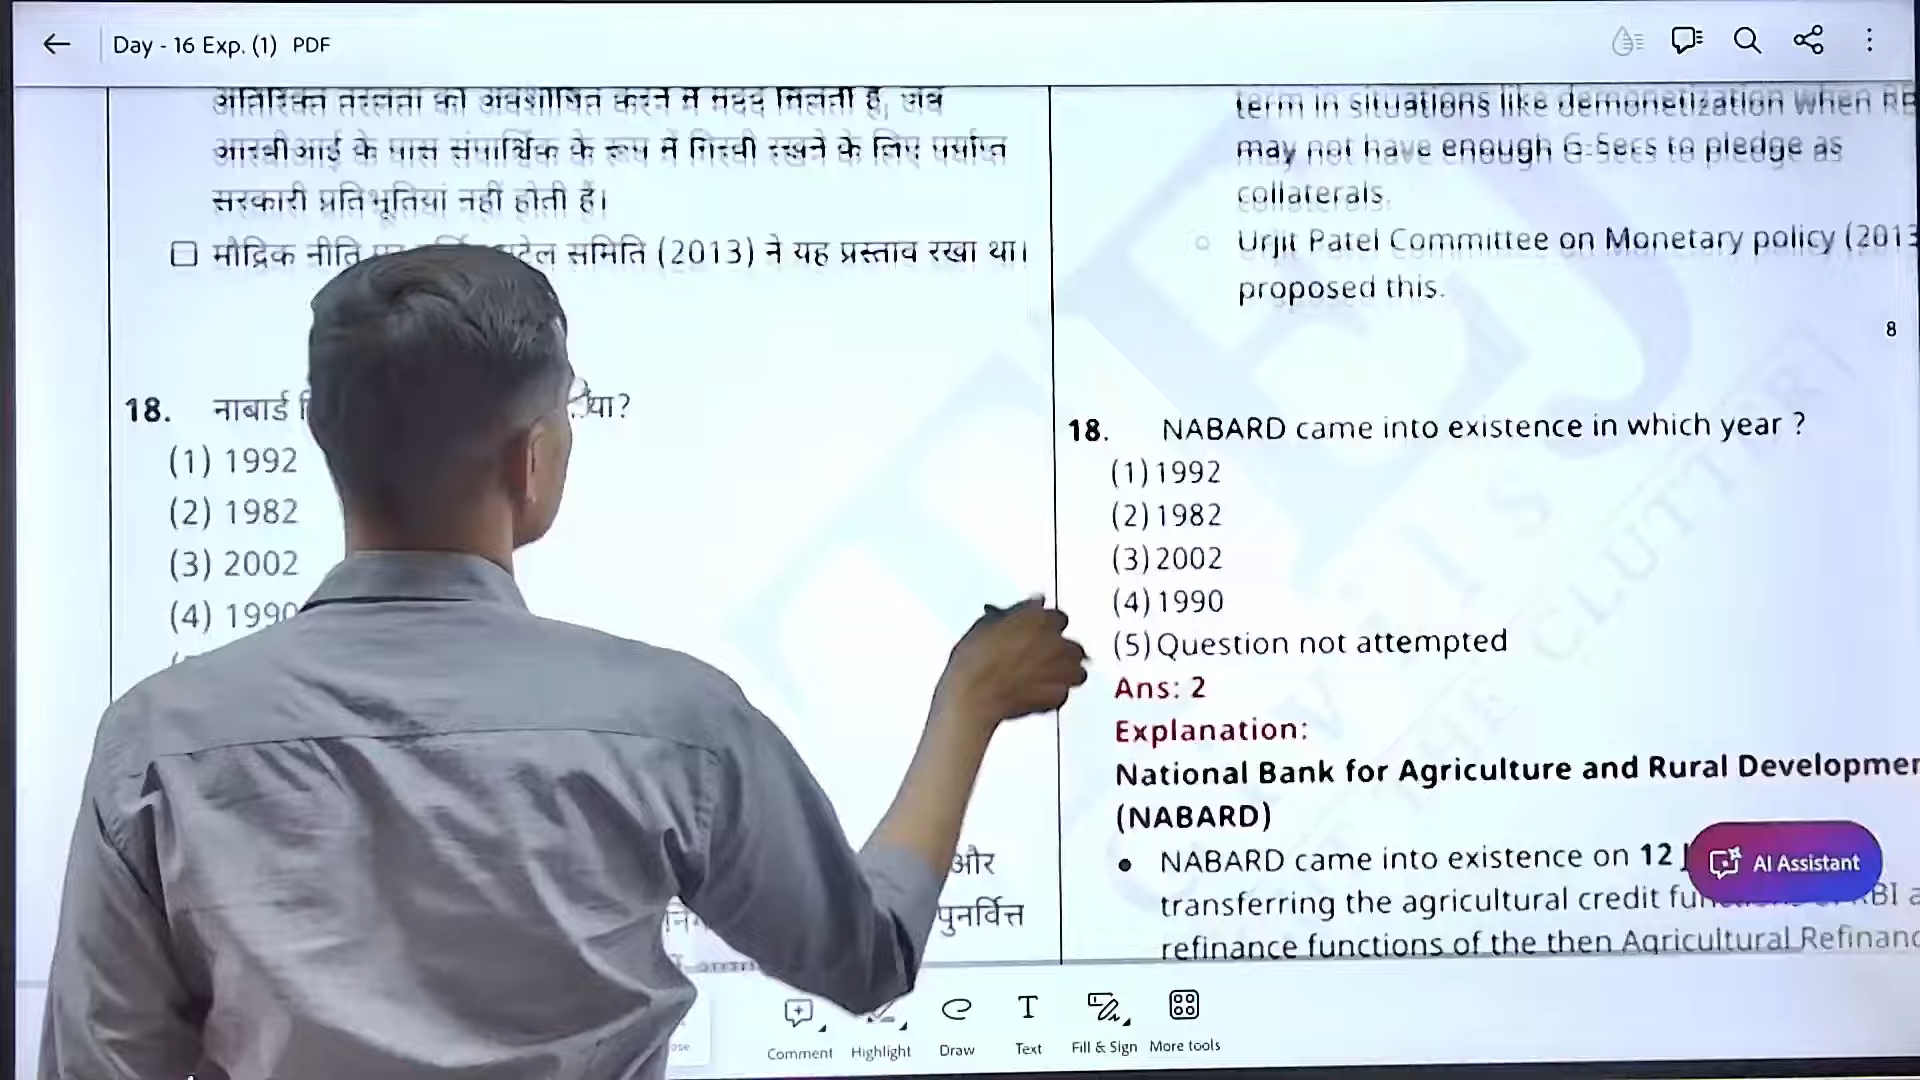 Day - 16 Exp. (1) PDF
अतिरिक्त तरलता को अवशोषित करने में मदद मिलती है, जब
आरबीआई के पास संपार्श्विक के रूप में गिरवी रखने के लिए पर्याप्त
सरकारी प्रतिभूतियां नहीं होती हैं।
मौद्रिक नीति समिति (2013) ने यह प्रस्ताव रखा था।
18. नाबार्ड
(1) 1992
(2) 1982
(3) 2002
(4) 1990
और
पुनर्वित्त
term in situations like demonetization when
may not have enough G-Secs to pledge as
collaterals.
Urjit Patel Committee on Monetary policy (2013
proposed this.
8
18. NABARD came into existence in which year ?
(1) 1992
(2) 1982
(3) 2002
(4) 1990
(5) Question not attempted
Ans: 2
Explanation:
National Bank for Agriculture and Rural
(NABARD)
• NABARD came into existence on 12
transferring the agricultural credit
refinance functions of the then Agricultural
AI Assistant
Comment Highlight Draw Text Fill & Sign More tools